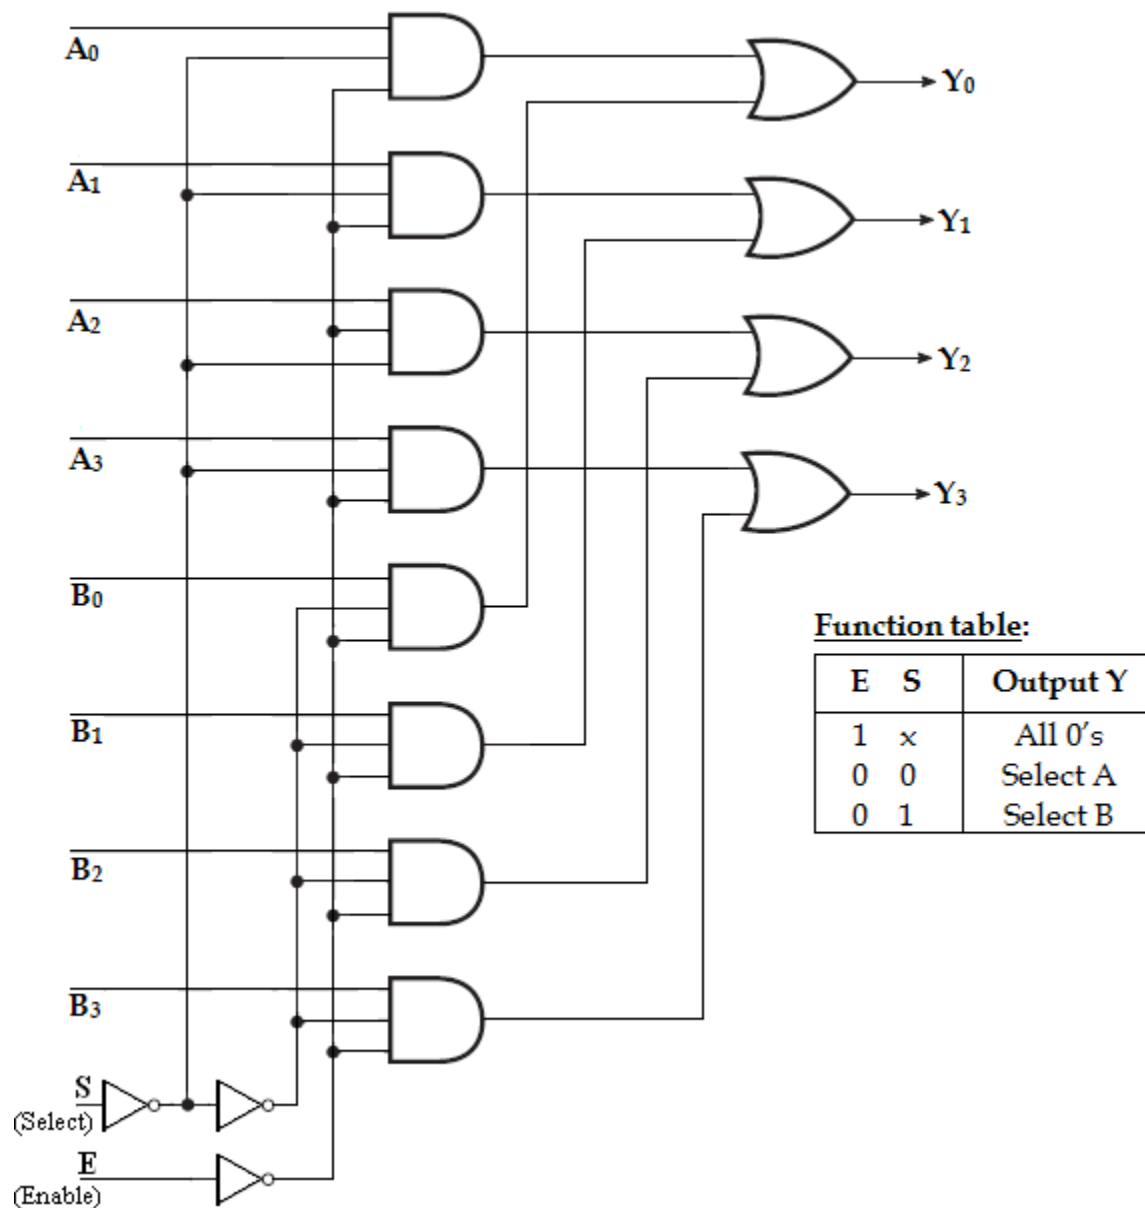 A0
Y0
A1
Y1
A2
Y2
A3
Y3
B0
Function table:
E S Output Y
1 x All 0's
0 0 Select A
0 1 Select B
B1
B2
B3
S
(Select)
E
(Enable)